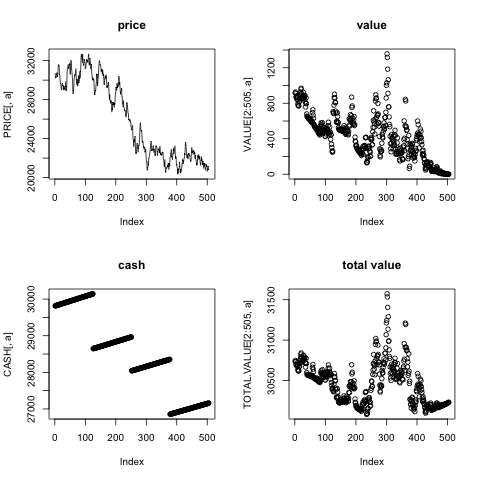 price
PRICE[, a]
20000 22000 24000 28000 32000
0 100 200 300 400 500
Index
value
VALUE[2:505, a]
0 400 800 1200
0 100 200 300 400 500
Index
cash
CASH[, a]
27000 28000 29000 30000
0 100 200 300 400 500
Index
total value
TOTAL.VALUE[2:505, a]
30500 31000 31500
0 100 200 300 400 500
Index